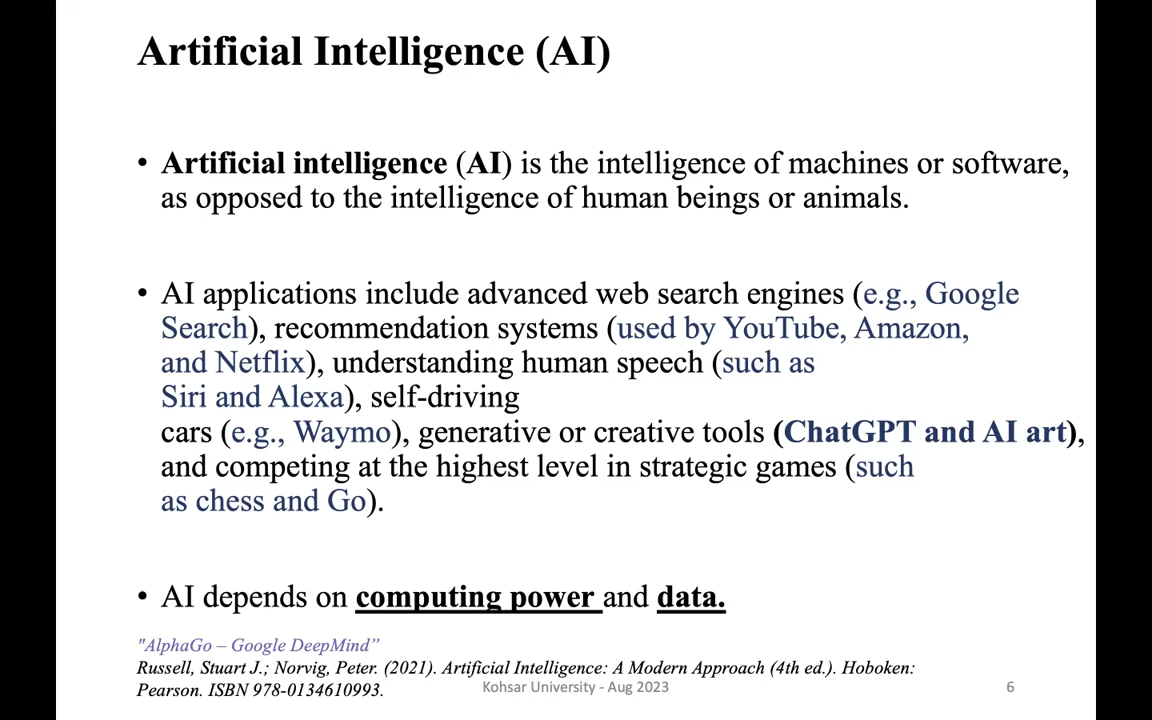 Artificial Intelligence (AI)
• Artificial intelligence (AI) is the intelligence of machines or software,
as opposed to the intelligence of human beings or animals.
• AI applications include advanced web search engines (e.g., Google
Search), recommendation systems (used by YouTube, Amazon,
and Netflix), understanding human speech (such as
Siri and Alexa), self-driving
cars (e.g., Waymo), generative or creative tools (ChatGPT and AI art),
and competing at the highest level in strategic games (such
as chess and Go).
• AI depends on computing power and data.
"AlphaGo – Google DeepMind”
Russell, Stuart J.; Norvig, Peter. (2021). Artificial Intelligence: A Modern Approach (4th ed.). Hoboken:
Pearson. ISBN 978-0134610993.
Kohsar University - Aug 2023
6